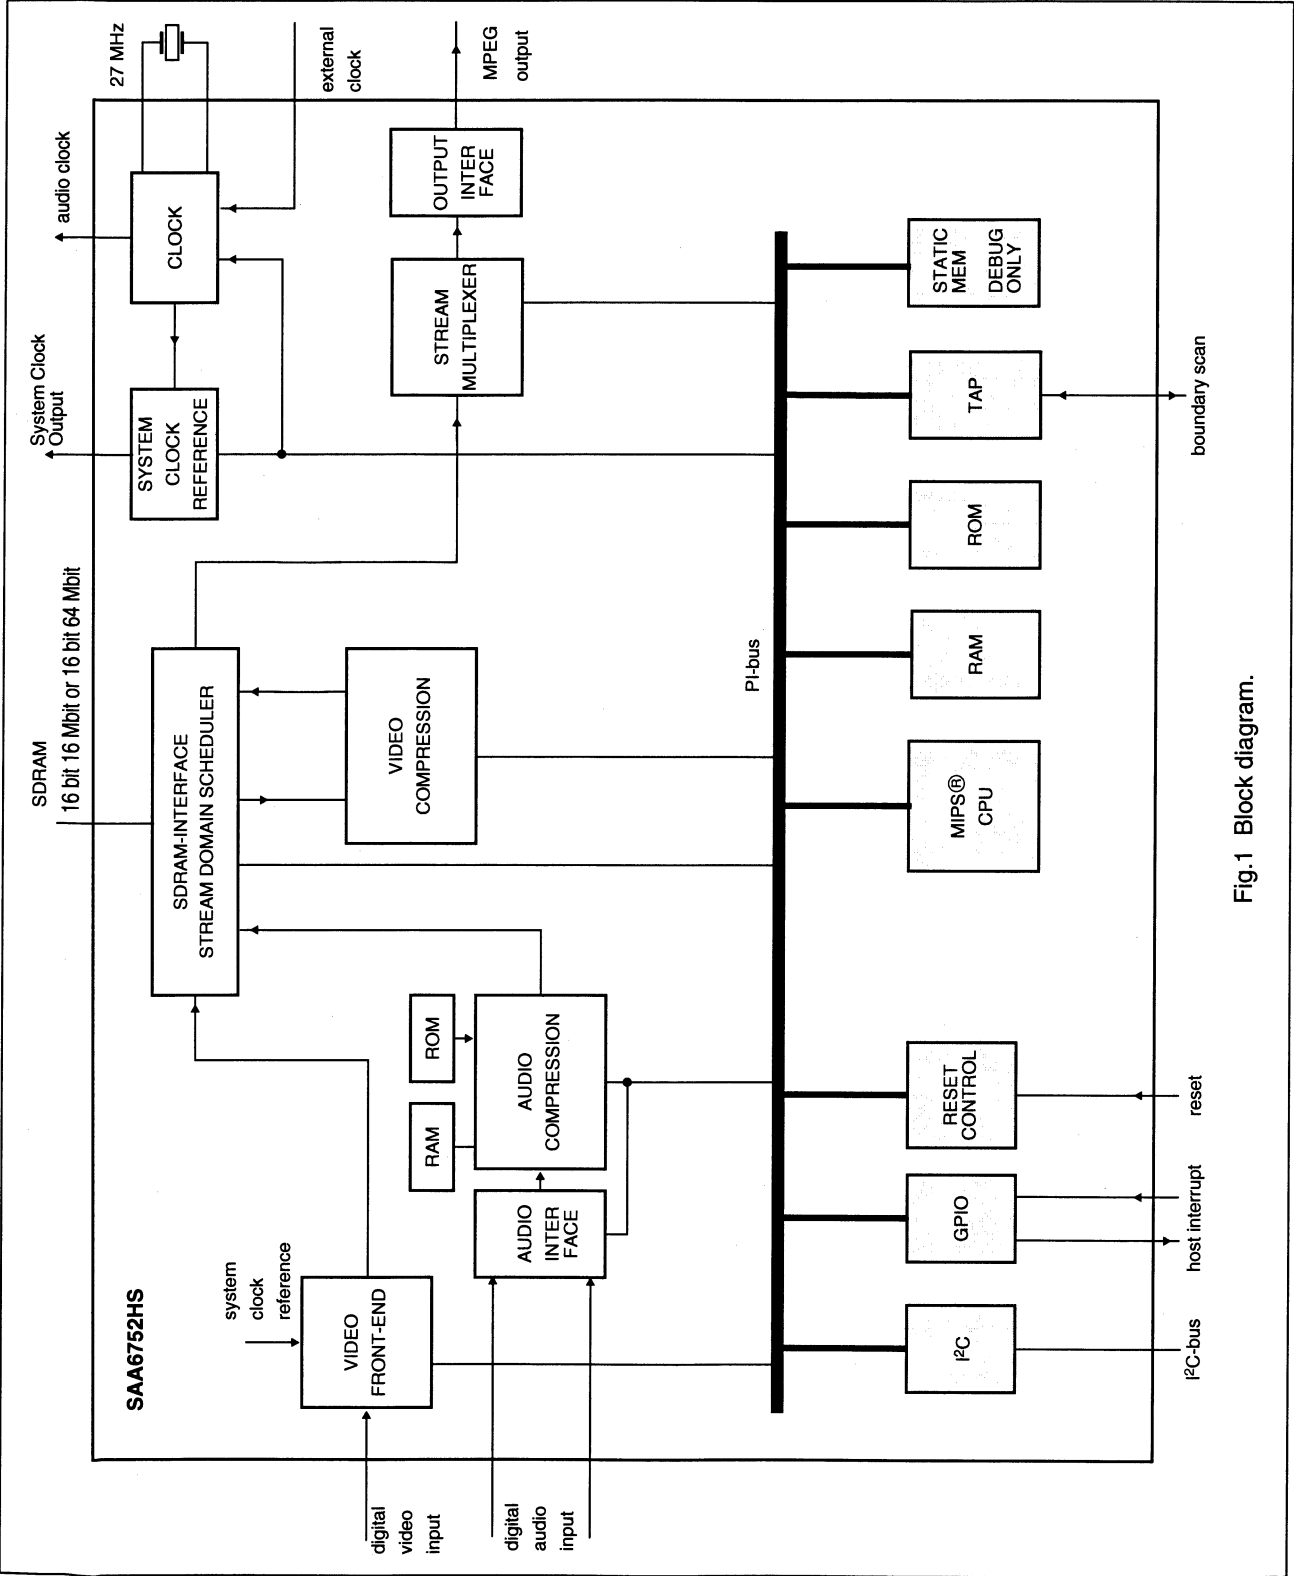 SAA6752HS
SDRAM
16 bit 16 Mbit or 16 bit 64 Mbit
System Clock
Output
audio clock
27 MHz
external
clock
MPEG
output
SDRAM-INTERFACE
STREAM DOMAIN SCHEDULER
SYSTEM
CLOCK
REFERENCE
CLOCK
system
clock
reference
digital
video
input
VIDEO
FRONT-END
RAM
ROM
VIDEO
COMPRESSION
STREAM
MULTIPLEXER
OUTPUT
INTER
FACE
digital
audio
input
AUDIO
INTER
FACE
AUDIO
COMPRESSION
PI-bus
I²C
GPIO
RESET
CONTROL
MIPS®
CPU
RAM
ROM
TAP
STATIC
MEM
DEBUG
ONLY
I²C-bus
host interrupt
reset
boundary scan
Fig.1 Block diagram.